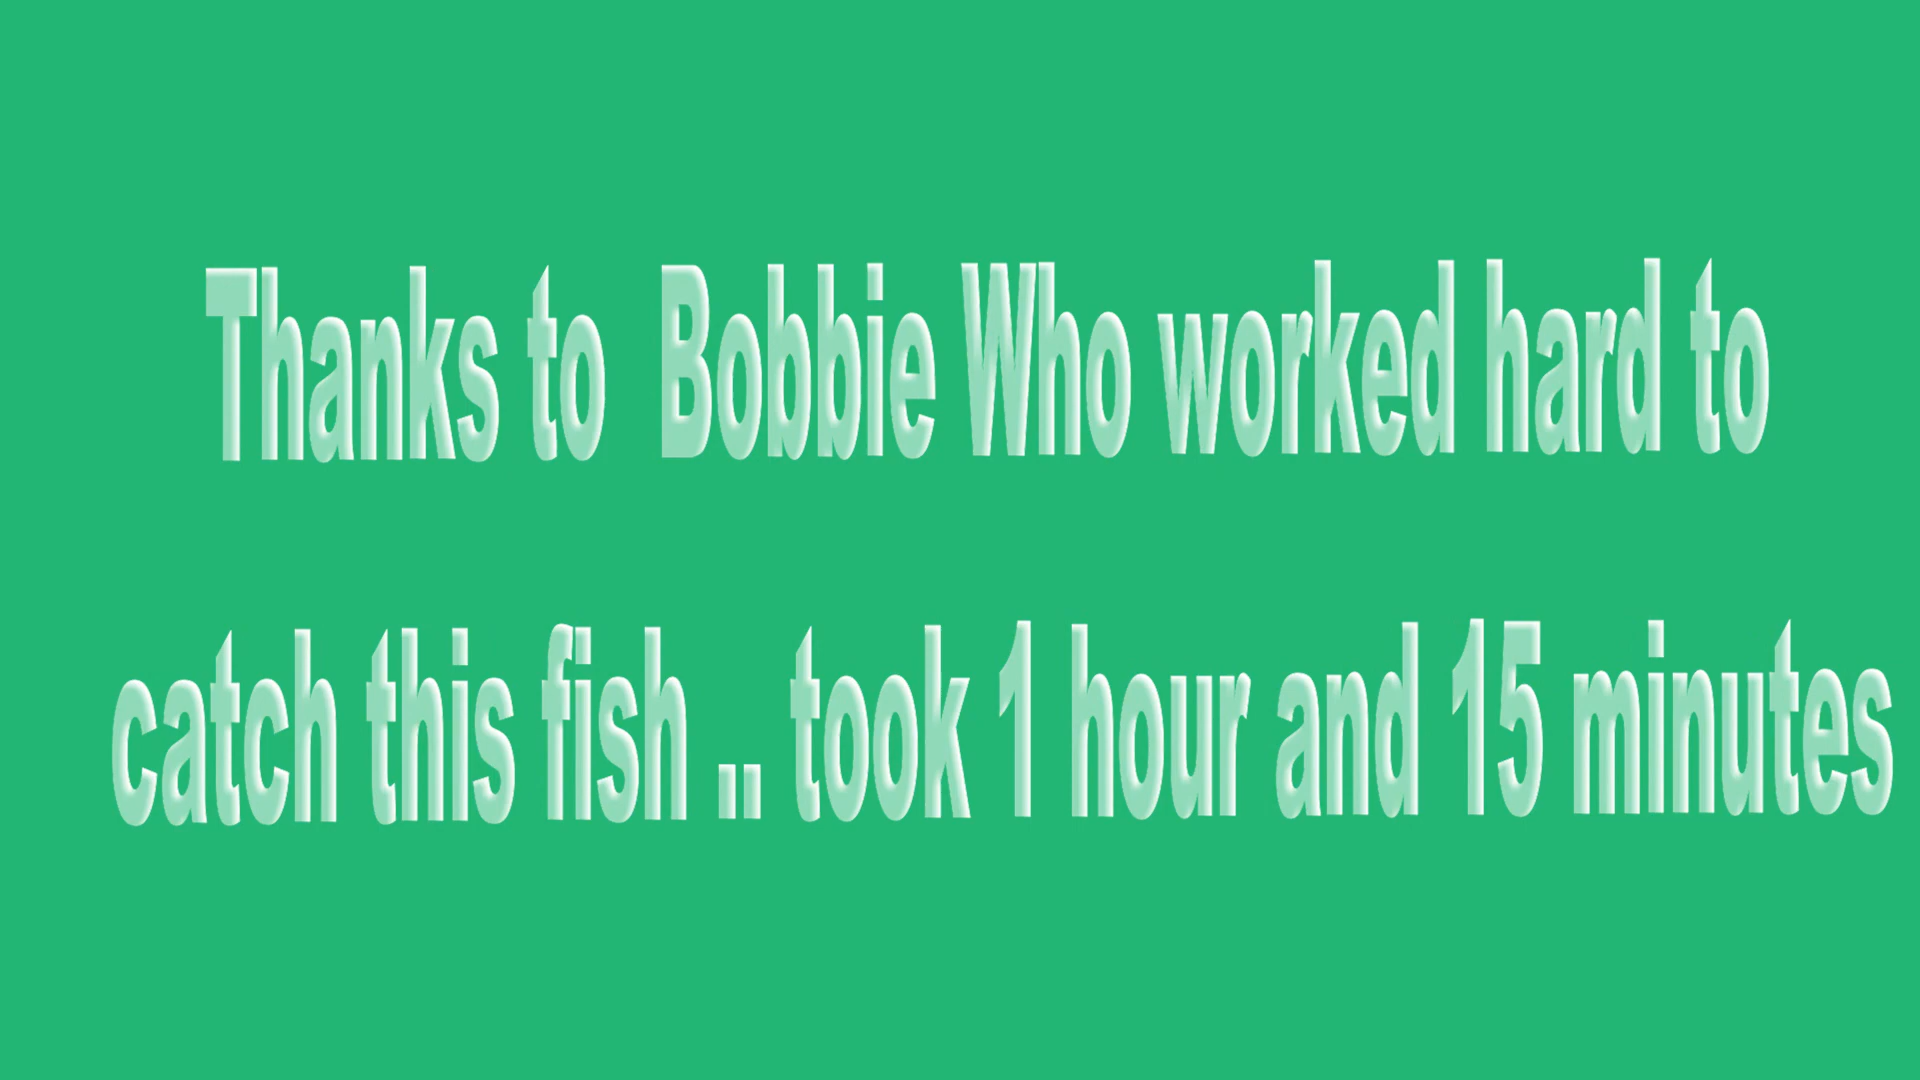 Thanks to  Bobbie Who worked hard to
catch this fish .. took 1 hour and 15 minutes